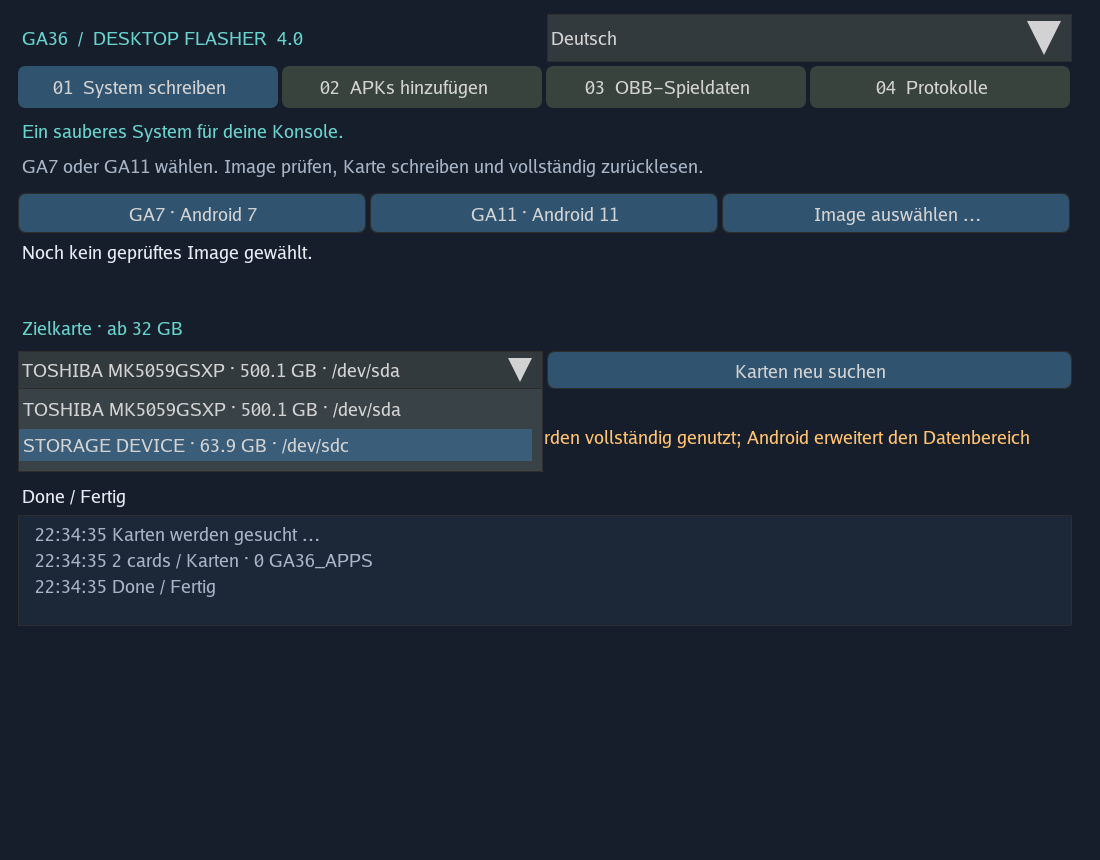 GA36 / DESKTOP FLASHER 4.0
Deutsch
01 System schreiben
02 APKs hinzufügen
03 OBB-Spieldaten
04 Protokolle
Ein sauberes System für deine Konsole.
GA7 oder GA11 wählen. Image prüfen, Karte schreiben und vollständig zurücklesen.
GA7 · Android 7
GA11 · Android 11
Image auswählen …
Noch kein geprüftes Image gewählt.
Zielkarte · ab 32 GB
TOSHIBA MK5059GSXP · 500.1 GB · /dev/sda
Karten neu suchen
TOSHIBA MK5059GSXP · 500.1 GB · /dev/sda
STORAGE DEVICE · 63.9 GB · /dev/sdc
rden vollständig genutzt; Android erweitert den Datenbereich
Done / Fertig
22:34:35 Karten werden gesucht …
22:34:35 2 cards / Karten · 0 GA36_APPS
22:34:35 Done / Fertig